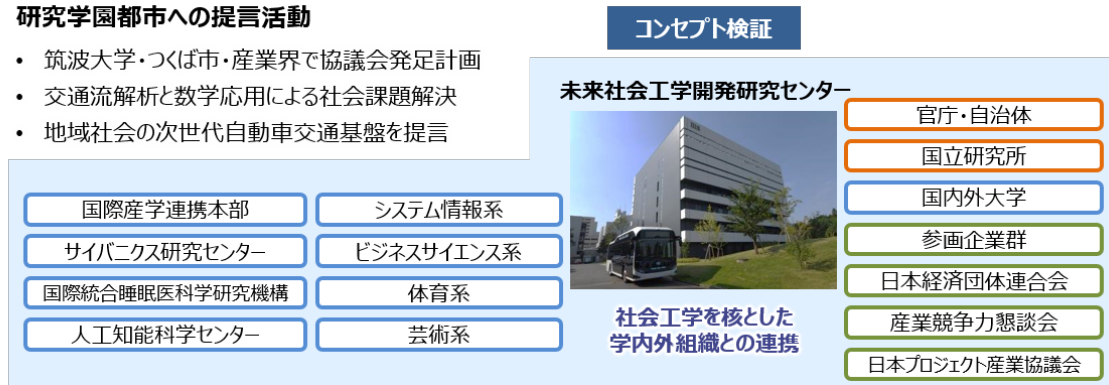 研究学園都市への提言活動
• 筑波大学・つくば市・産業界で協議会発足計画
• 交通流解析と数学応用による社会課題解決
• 地域社会の次世代自動車交通基盤を提言
コンセプト検証
未来社会工学開発研究センター
国際産学連携本部
システム情報系
サイバニクス研究センター
ビジネスサイエンス系
国際統合睡眠医科学研究機構
体育系
人工知能科学センター
芸術系
社会工学を核とした
学内外組織との連携
官庁・自治体
国立研究所
国内外大学
参画企業群
日本経済団体連合会
産業競争力懇談会
日本プロジェクト産業協議会